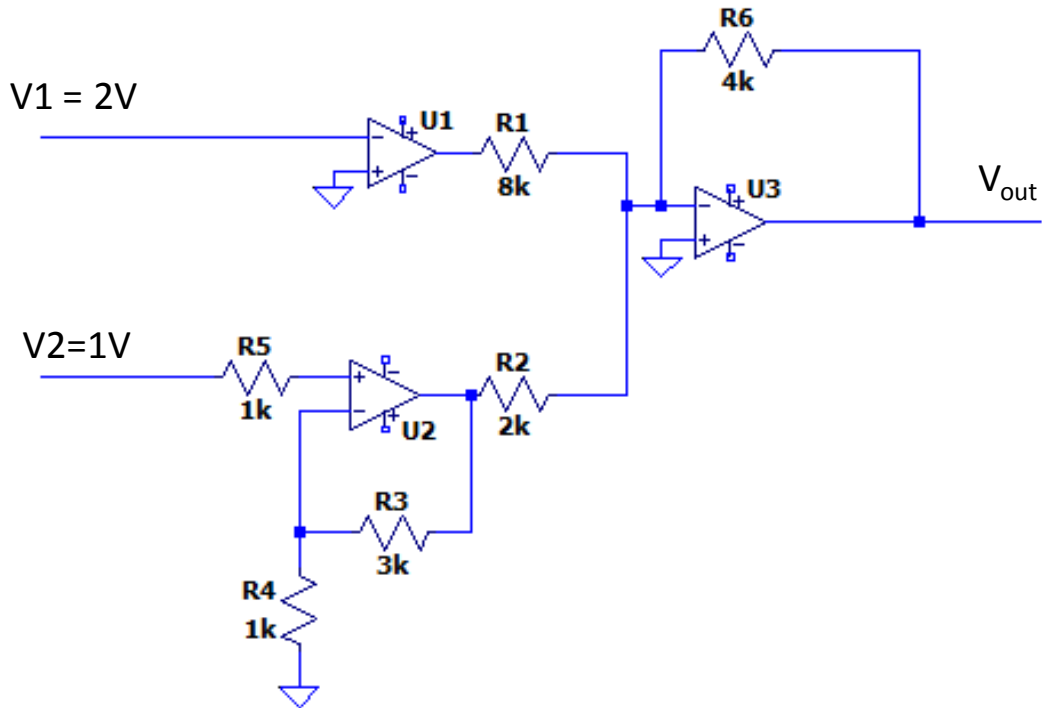 R6
4k
V1 = 2V
U1
R1
8k
U3
Vout
V2=1V
R5
1k
R2
2k
U2
R3
3k
R4
1k